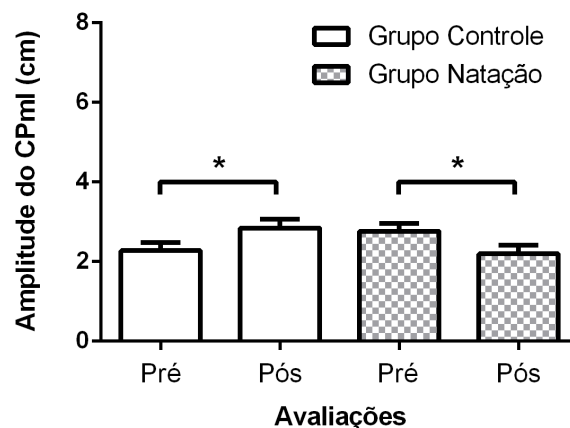 Amplitude do CPml (cm)
8
6
4
2
0
Grupo Controle
Grupo Natação
* *
Pré Pós Pré Pós
Avaliações